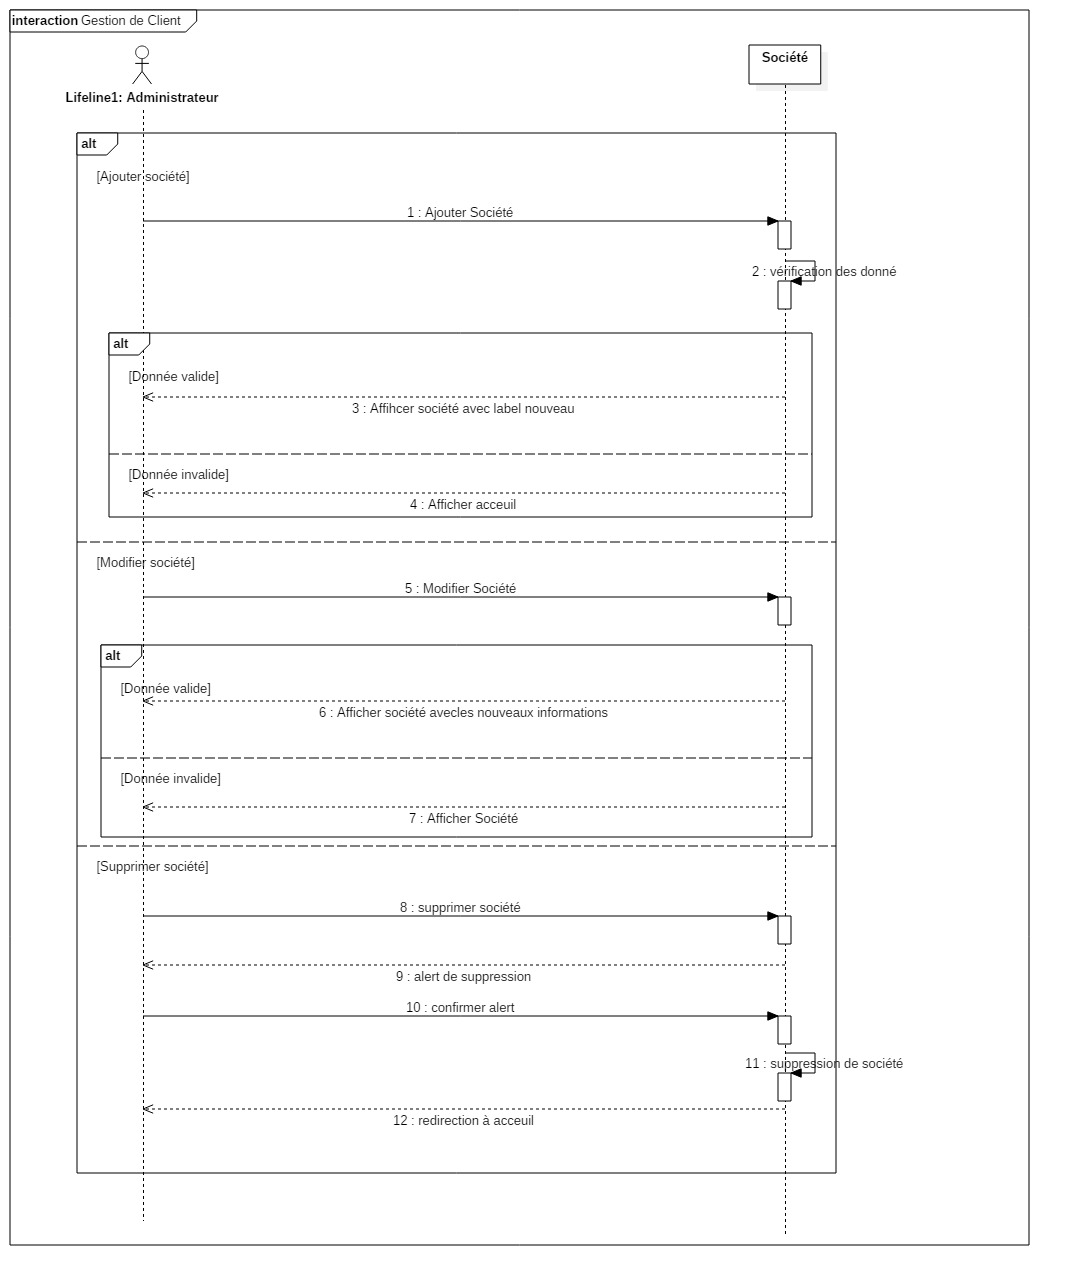 interaction Gestion de Client
Société
Lifeline1: Administrateur
alt
[Ajouter société]
1 : Ajouter Société
2 : vérification des donné
alt
[Donnée valide]
3 : Affihcer société avec label nouveau
[Donnée invalide]
4 : Afficher acceuil
[Modifier société]
5 : Modifier Société
alt
[Donnée valide]
6 : Afficher société avecles nouveaux informations
[Donnée invalide]
7 : Afficher Société
[Supprimer société]
8 : supprimer société
9 : alert de suppression
10 : confirmer alert
11 : suppression de société
12 : redirection à acceuil